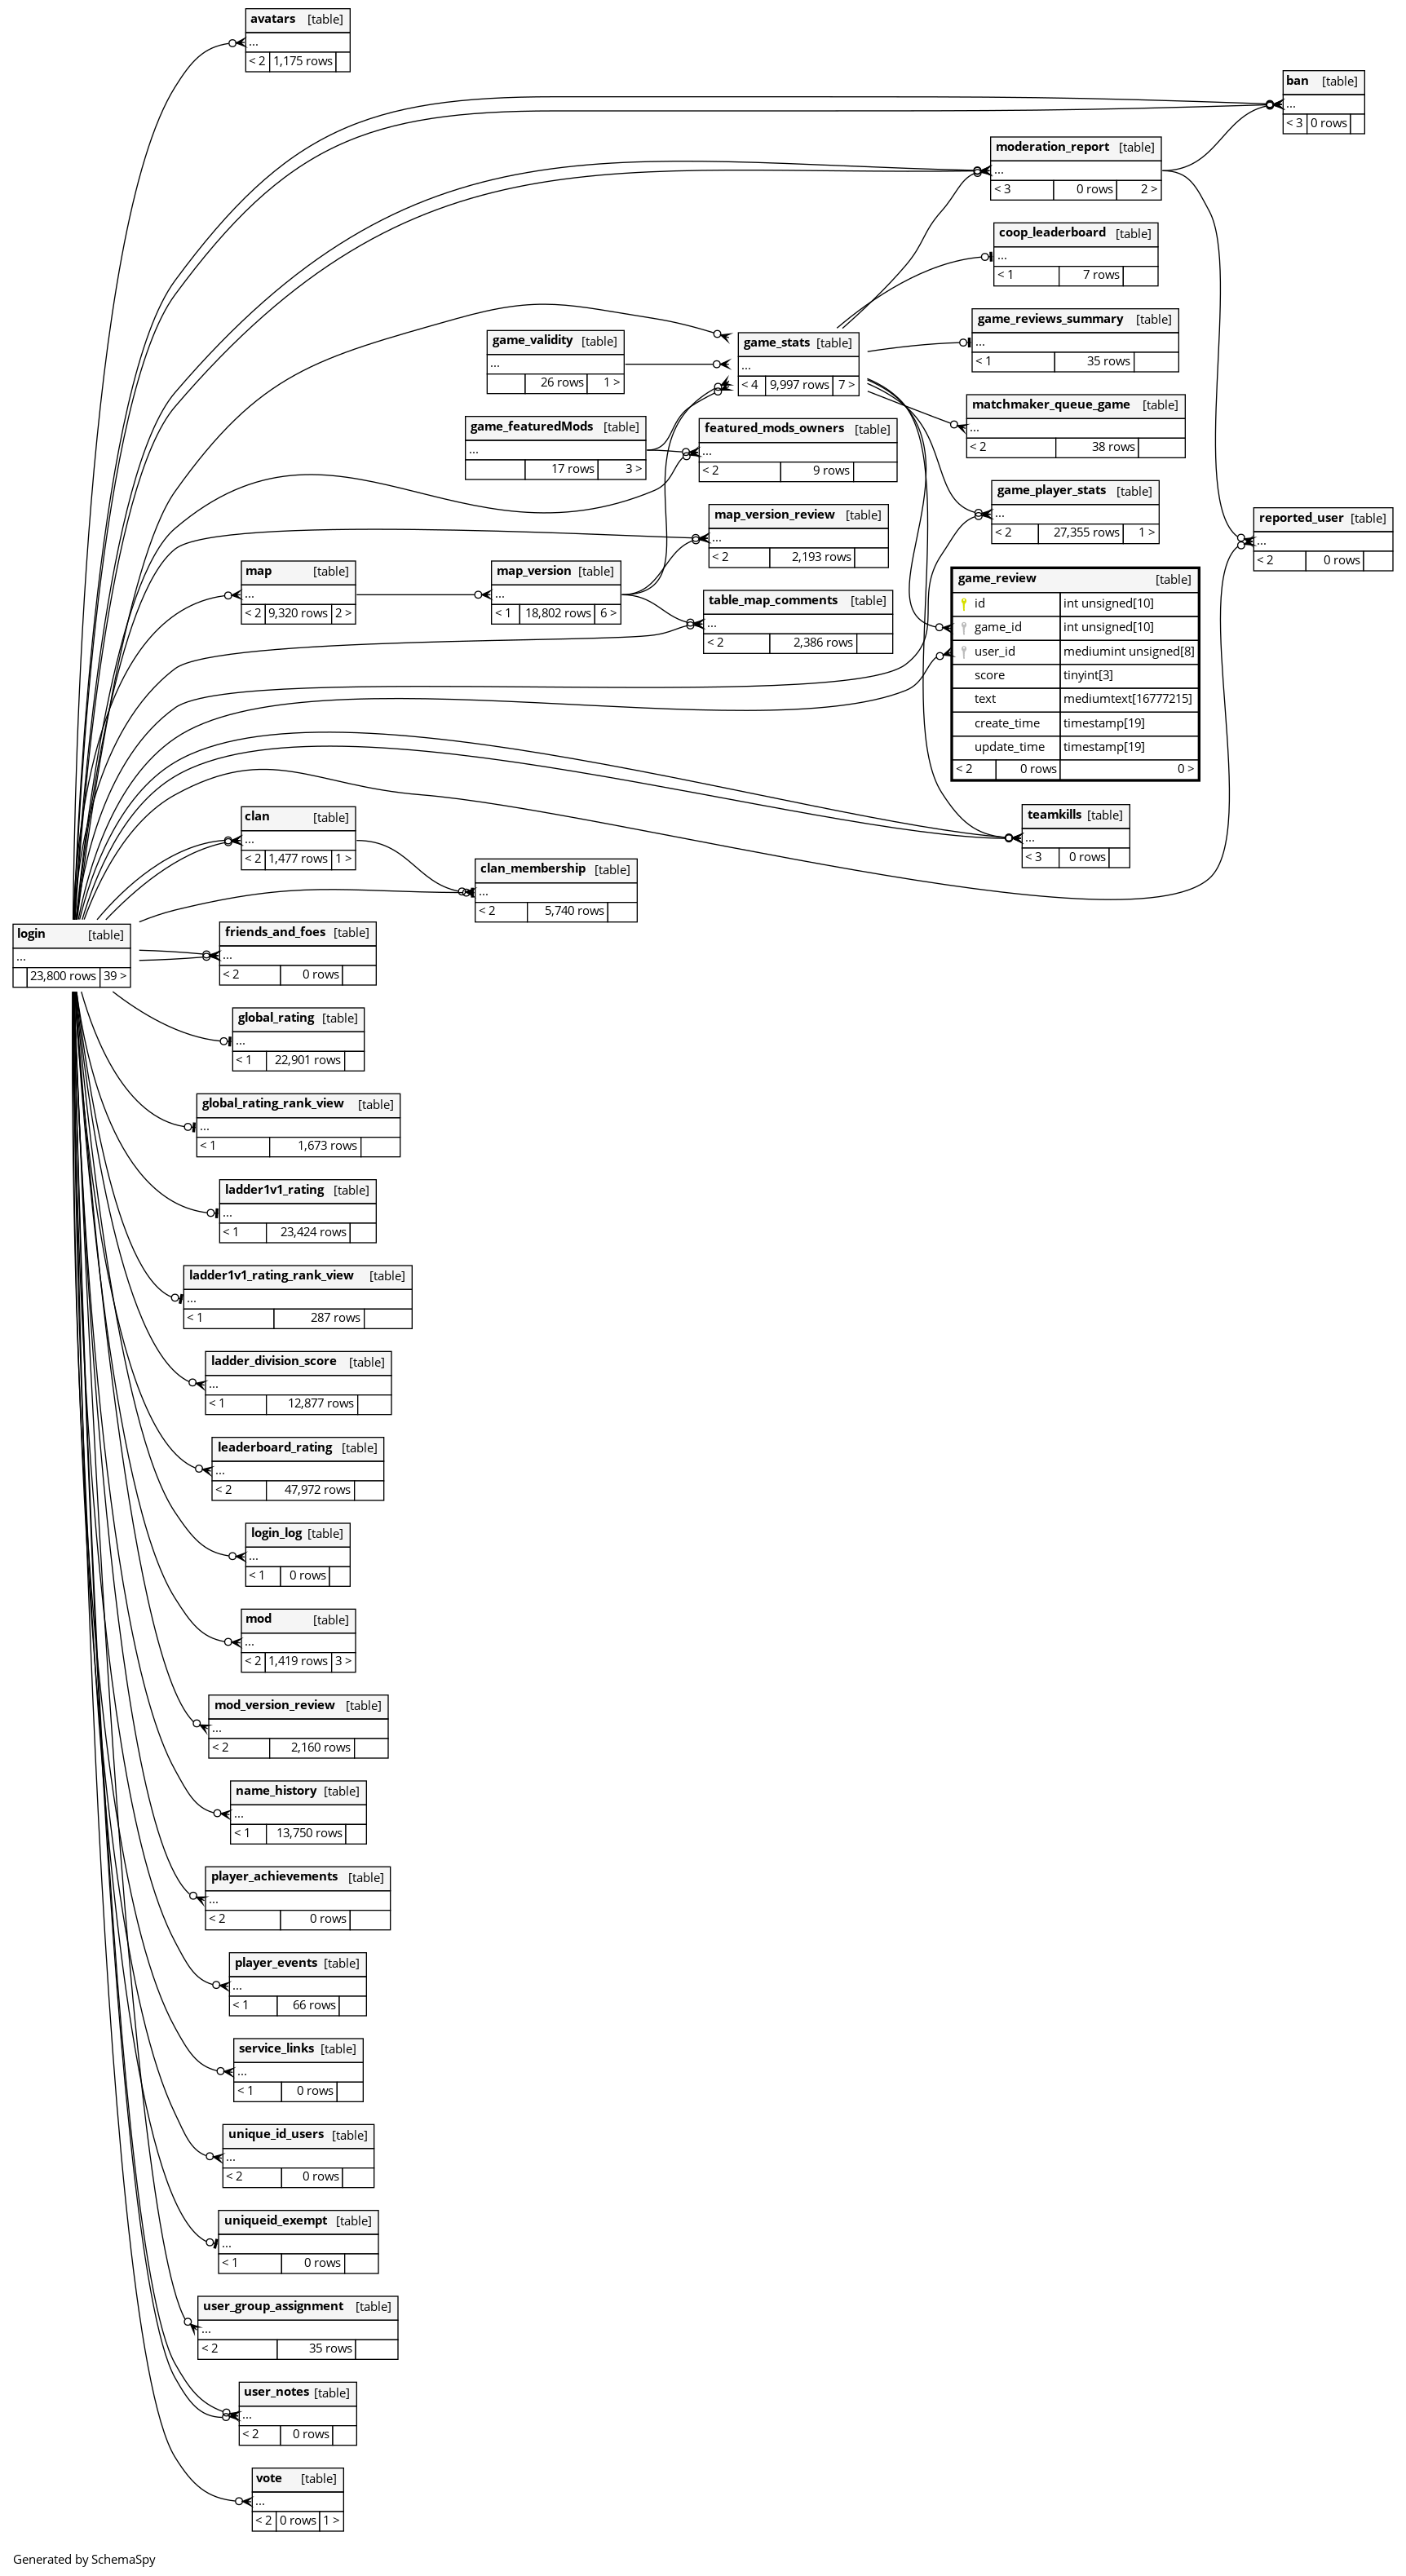 avatars [table]
...
< 2 1,175 rows
ban [table]
...
< 3 0 rows
moderation_report [table]
...
< 3 0 rows 2 >
coop_leaderboard [table]
...
< 1 7 rows
game_reviews_summary [table]
...
< 1 35 rows
game_validity [table]
...
26 rows 1 >
game_stats [table]
...
< 4 9,997 rows 7 >
matchmaker_queue_game [table]
...
< 2 38 rows
game_featuredMods [table]
...
17 rows 3 >
featured_mods_owners [table]
...
< 2 9 rows
game_player_stats [table]
...
< 2 27,355 rows 1 >
map_version_review [table]
...
< 2 2,193 rows
reported_user [table]
...
< 2 0 rows
map [table]
...
< 2 9,320 rows 2 >
map_version [table]
...
< 1 18,802 rows 6 >
table_map_comments [table]
...
< 2 2,386 rows
game_review [table]
id int unsigned[10]
game_id int unsigned[10]
user_id mediumint unsigned[8]
score tinyint[3]
text mediumtext[16777215]
create_time timestamp[19]
update_time timestamp[19]
< 2 0 rows 0 >
teamkills [table]
...
< 3 0 rows
clan [table]
...
< 2 1,477 rows 1 >
clan_membership [table]
...
< 2 5,740 rows
login [table]
...
23,800 rows 39 >
friends_and_foes [table]
...
< 2 0 rows
global_rating [table]
...
< 1 22,901 rows
global_rating_rank_view [table]
...
< 1 1,673 rows
ladder1v1_rating [table]
...
< 1 23,424 rows
ladder1v1_rating_rank_view [table]
...
< 1 287 rows
ladder_division_score [table]
...
< 1 12,877 rows
leaderboard_rating [table]
...
< 2 47,972 rows
login_log [table]
...
< 1 0 rows
mod [table]
...
< 2 1,419 rows 3 >
mod_version_review [table]
...
< 2 2,160 rows
name_history [table]
...
< 1 13,750 rows
player_achievements [table]
...
< 2 0 rows
player_events [table]
...
< 1 66 rows
service_links [table]
...
< 1 0 rows
unique_id_users [table]
...
< 2 0 rows
uniqueid_exempt [table]
...
< 1 0 rows
user_group_assignment [table]
...
< 2 35 rows
user_notes [table]
...
< 2 0 rows
vote [table]
...
< 2 0 rows 1 >
Generated by SchemaSpy